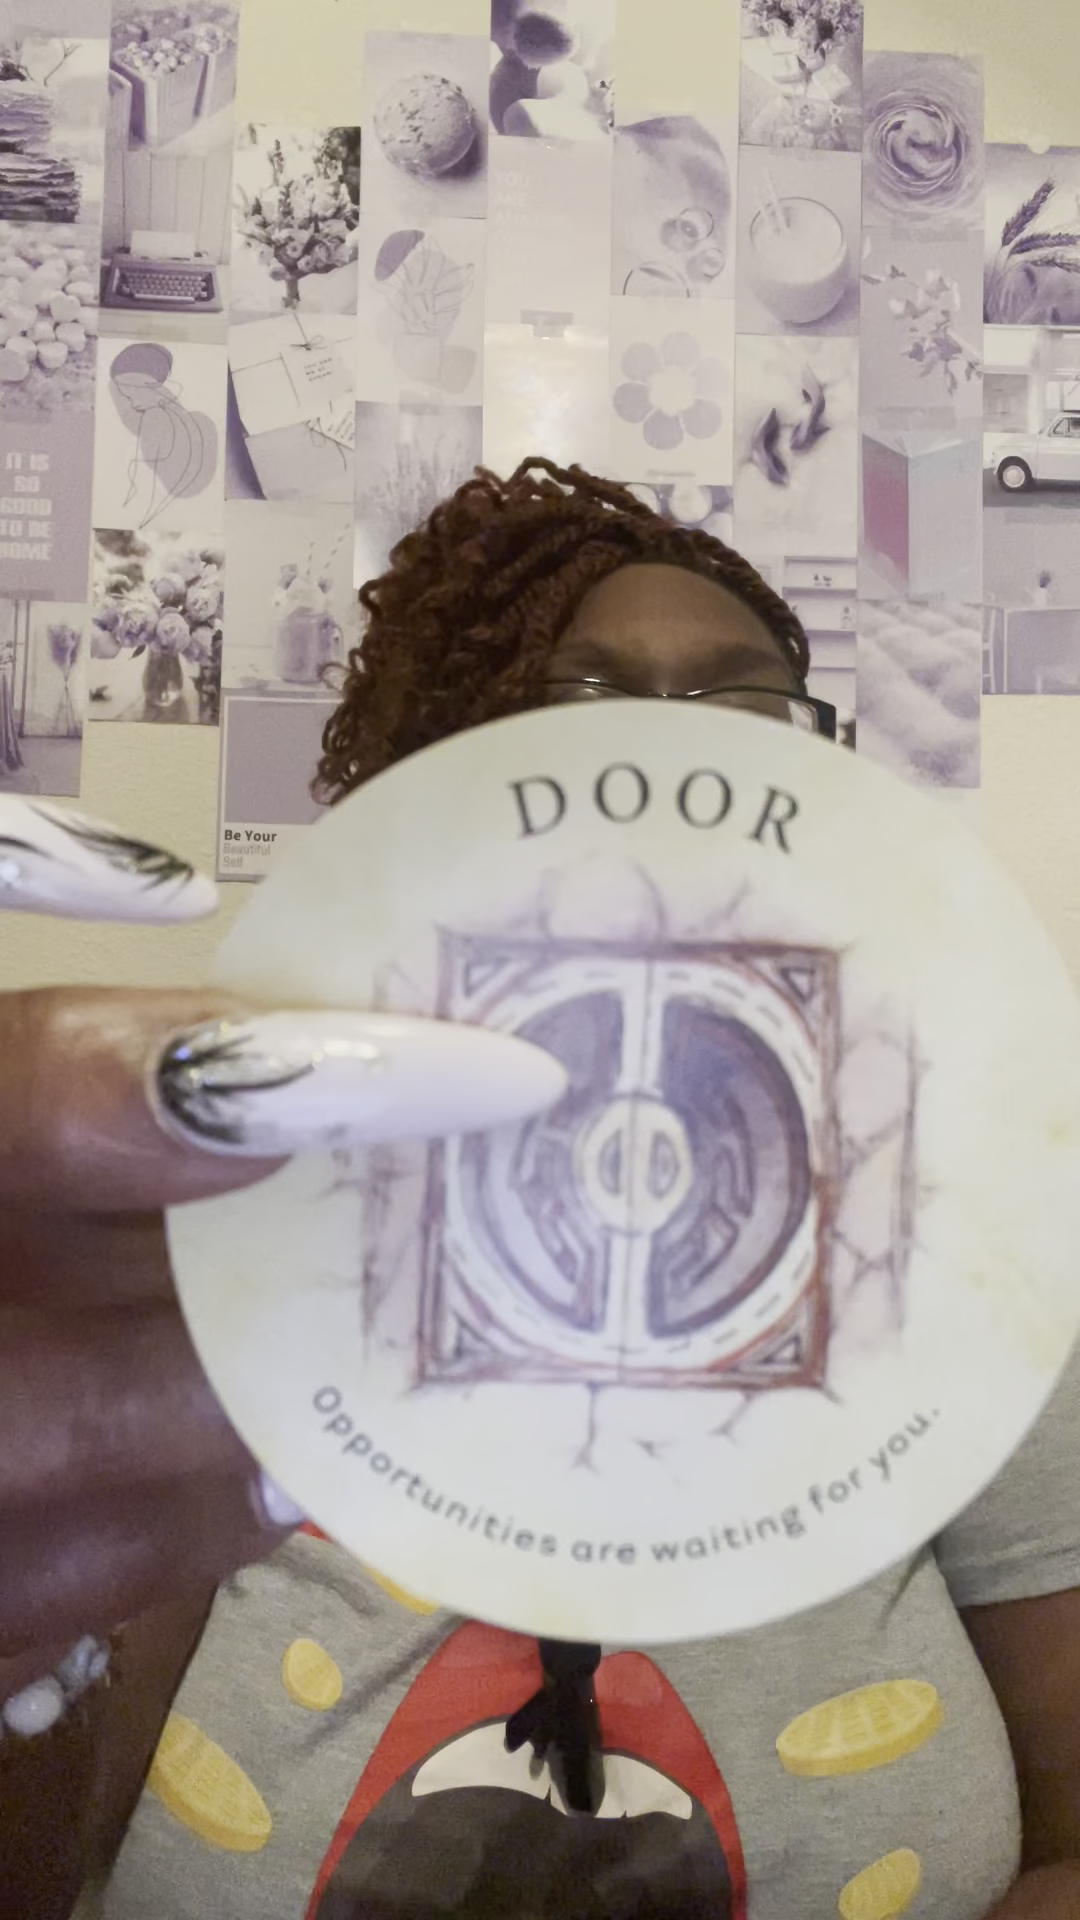 IT IS
SO
GOOD
TO BE
HOME
Be Your
Beautiful
Self
DOOR
Opportunities are waiting for you.